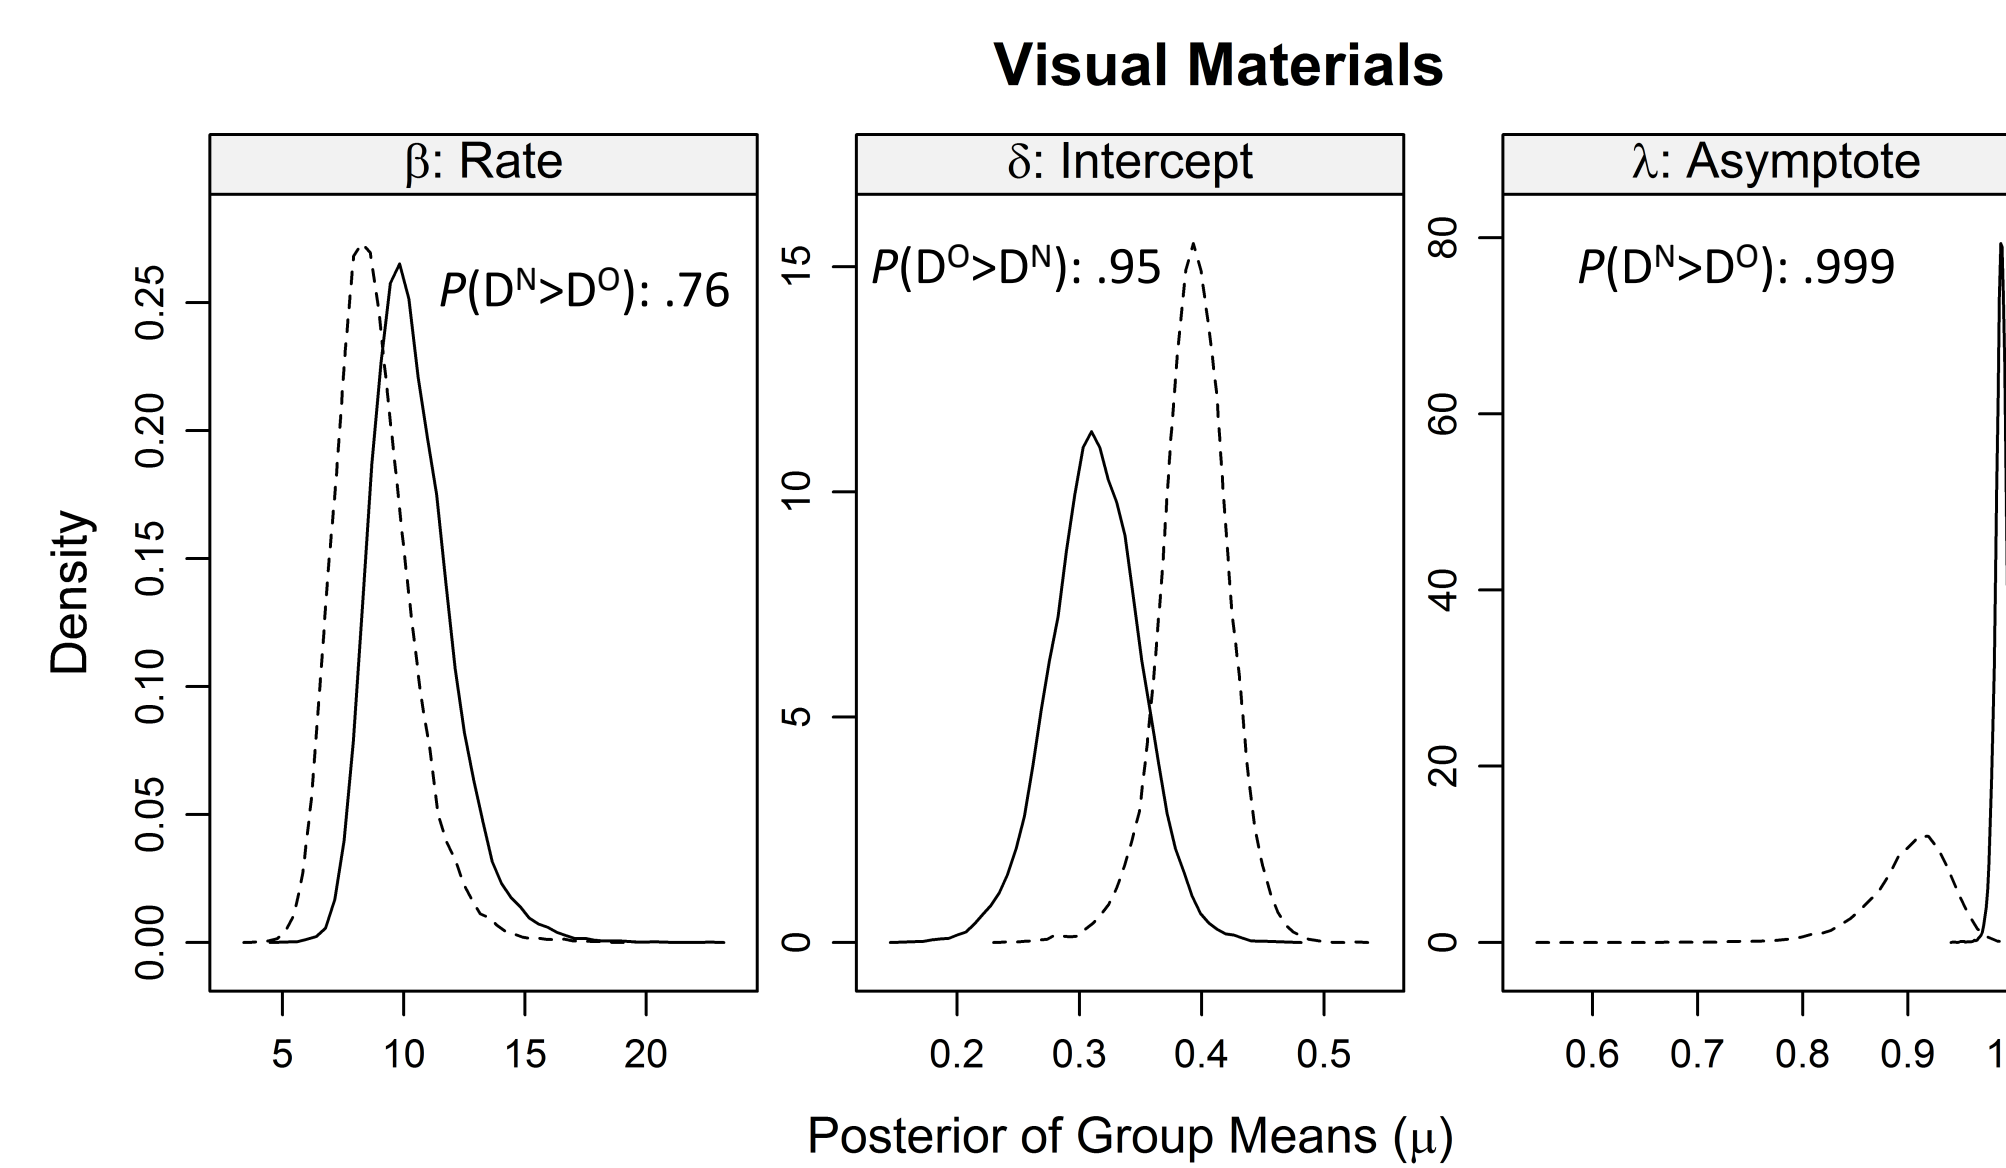 Visual Materials
β: Rate
δ: Intercept
λ: Asymptote
P(Dᴺ>Dᴼ): .76
P(Dᴼ>Dᴺ): .95
P(Dᴺ>Dᴼ): .999
Density
0.00 0.05 0.10 0.15 0.20 0.25
0 5 10 15
0 20 40 60 80
5 10 15 20
0.2 0.3 0.4 0.5
0.6 0.7 0.8 0.9 1
Posterior of Group Means (μ)